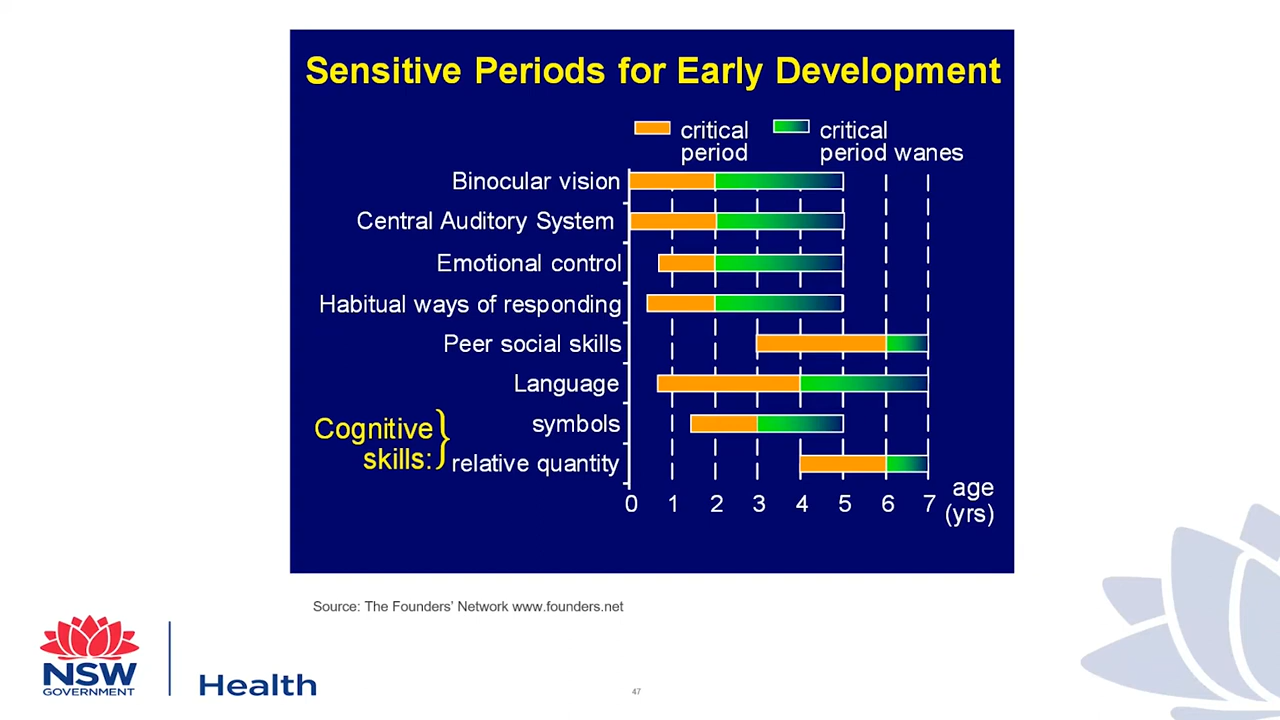 Sensitive Periods for Early Development
critical
period
critical
period wanes
Binocular vision
Central Auditory System
Emotional control
Habitual ways of responding
Peer social skills
Language
Cognitive
skills:
symbols
relative quantity
0 1 2 3 4 5 6 7
age
(yrs)
Source: The Founders’ Network www.founders.net
NSW
GOVERNMENT
Health
47